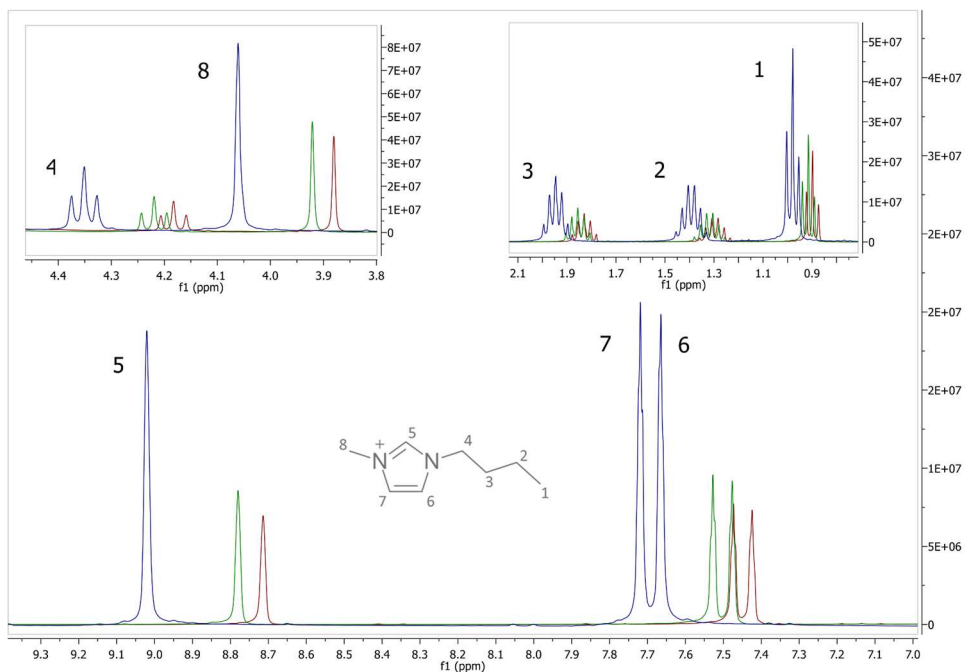 8E+07
7E+07
6E+07
5E+07
4E+07
3E+07
2E+07
1E+07
0
8
4
4.4 4.3 4.2 4.1 4.0 3.9 3.8
f1 (ppm)
5E+07
4E+07
3E+07
2E+07
1E+07
0
1
3
2
2.1 1.9 1.7 1.5 1.3 1.1 0.9
f1 (ppm)
4E+07
3E+07
2E+07
2E+07
2E+07
1E+07
5E+06
0
5
7
6
8
+
N
5
N
4
2
3
1
7
6
9.3 9.2 9.1 9.0 8.9 8.8 8.7 8.6 8.5 8.4 8.3 8.2 8.1 8.0 7.9 7.8 7.7 7.6 7.5 7.4 7.3 7.2 7.1 7.0
f1 (ppm)